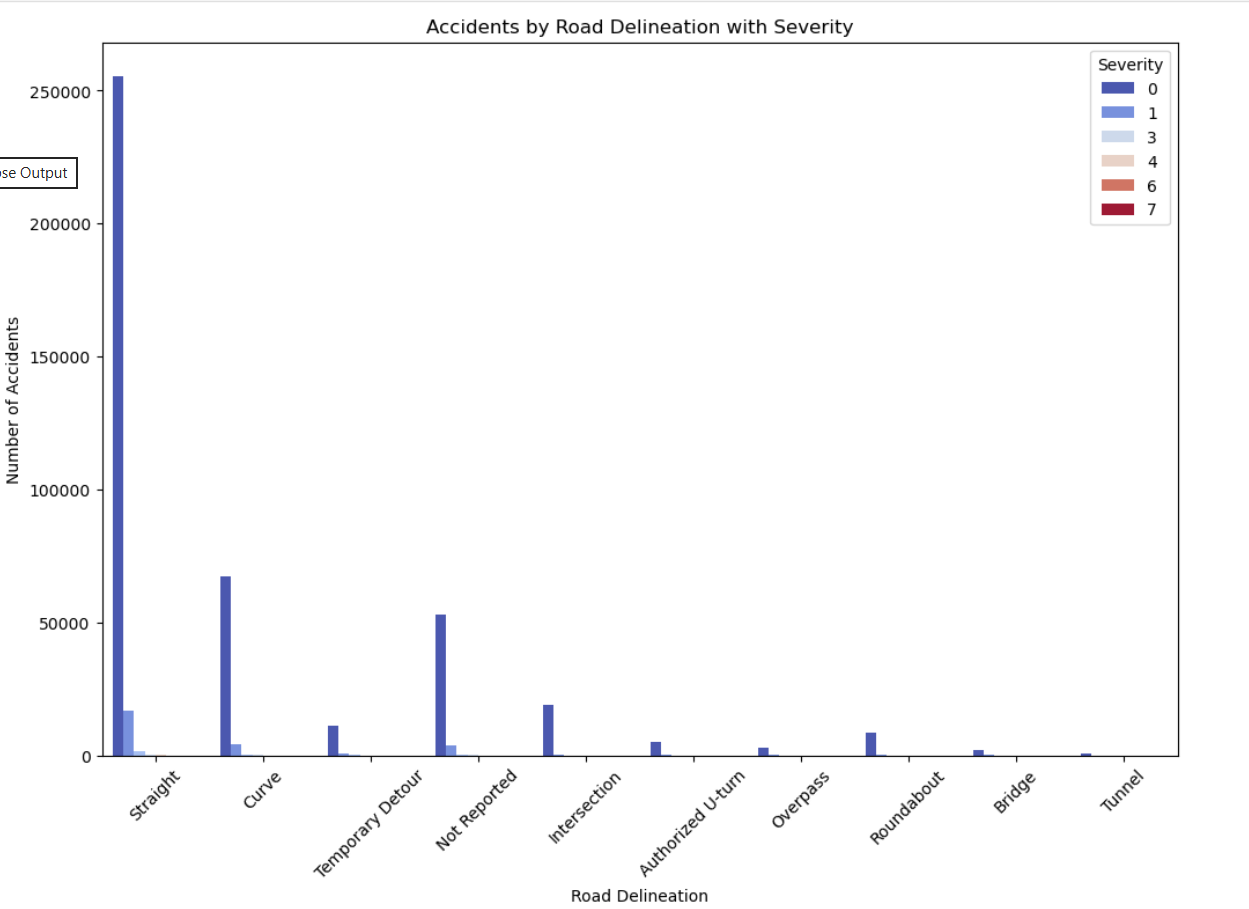 Accidents by Road Delineation with Severity
Severity
0
1
3
4
6
7
250000
200000
150000
100000
50000
0
Number of Accidents
Output
Straight
Curve
Temporary Detour
Not Reported
Intersection
Authorized U-turn
Overpass
Roundabout
Bridge
Tunnel
Road Delineation